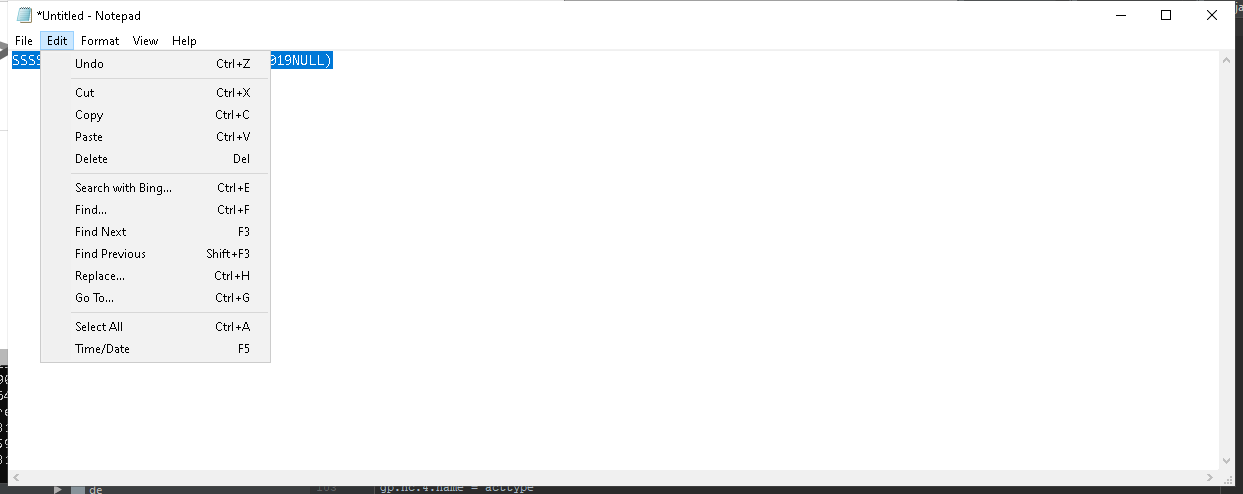 *Untitled - Notepad
File Edit Format View Help
SSSS 019NULL)
Undo Ctrl+Z
Cut Ctrl+X
Copy Ctrl+C
Paste Ctrl+V
Delete Del
Search with Bing... Ctrl+E
Find... Ctrl+F
Find Next F3
Find Previous Shift+F3
Replace... Ctrl+H
Go To... Ctrl+G
Select All Ctrl+A
Time/Date F5
de
gp.nc.4.name = acttype